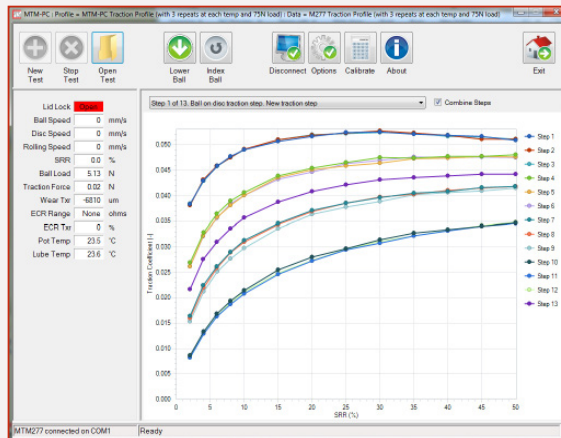 MTM-PC : Profile = MTM-PC Traction Profile (with 3 repeats at each temp and 75N load) : Data = M277 Traction Profile (with 3 repeats at each temp and 75N load)
New Test
Stop Test
Open Test
Lower Ball
Index Ball
Disconnect
Options
Calibrate
About
Exit
Lid Lock Open
Ball Speed 0 mm/s
Disc Speed 0 mm/s
Rolling Speed 0 mm/s
SRR 0.0 %
Ball Load 5.13 N
Traction Force 0.02 N
Wear Txr -6810 um
ECR Range None ohms
ECR Txr 0 %
Pot Temp 23.5 °C
Lube Temp 23.6 °C
Step 1 of 13. Ball on disc traction step. New traction step
Combine Steps
Traction Coefficient [-]
0.050
0.045
0.040
0.035
0.030
0.025
0.020
0.015
0.010
0.005
0.000
0 5 10 15 20 25 30 35 40 45 50
SRR (%)
Step 1
Step 2
Step 3
Step 4
Step 5
Step 6
Step 7
Step 8
Step 9
Step 10
Step 11
Step 12
Step 13
MTM277 connected on COM1
Ready